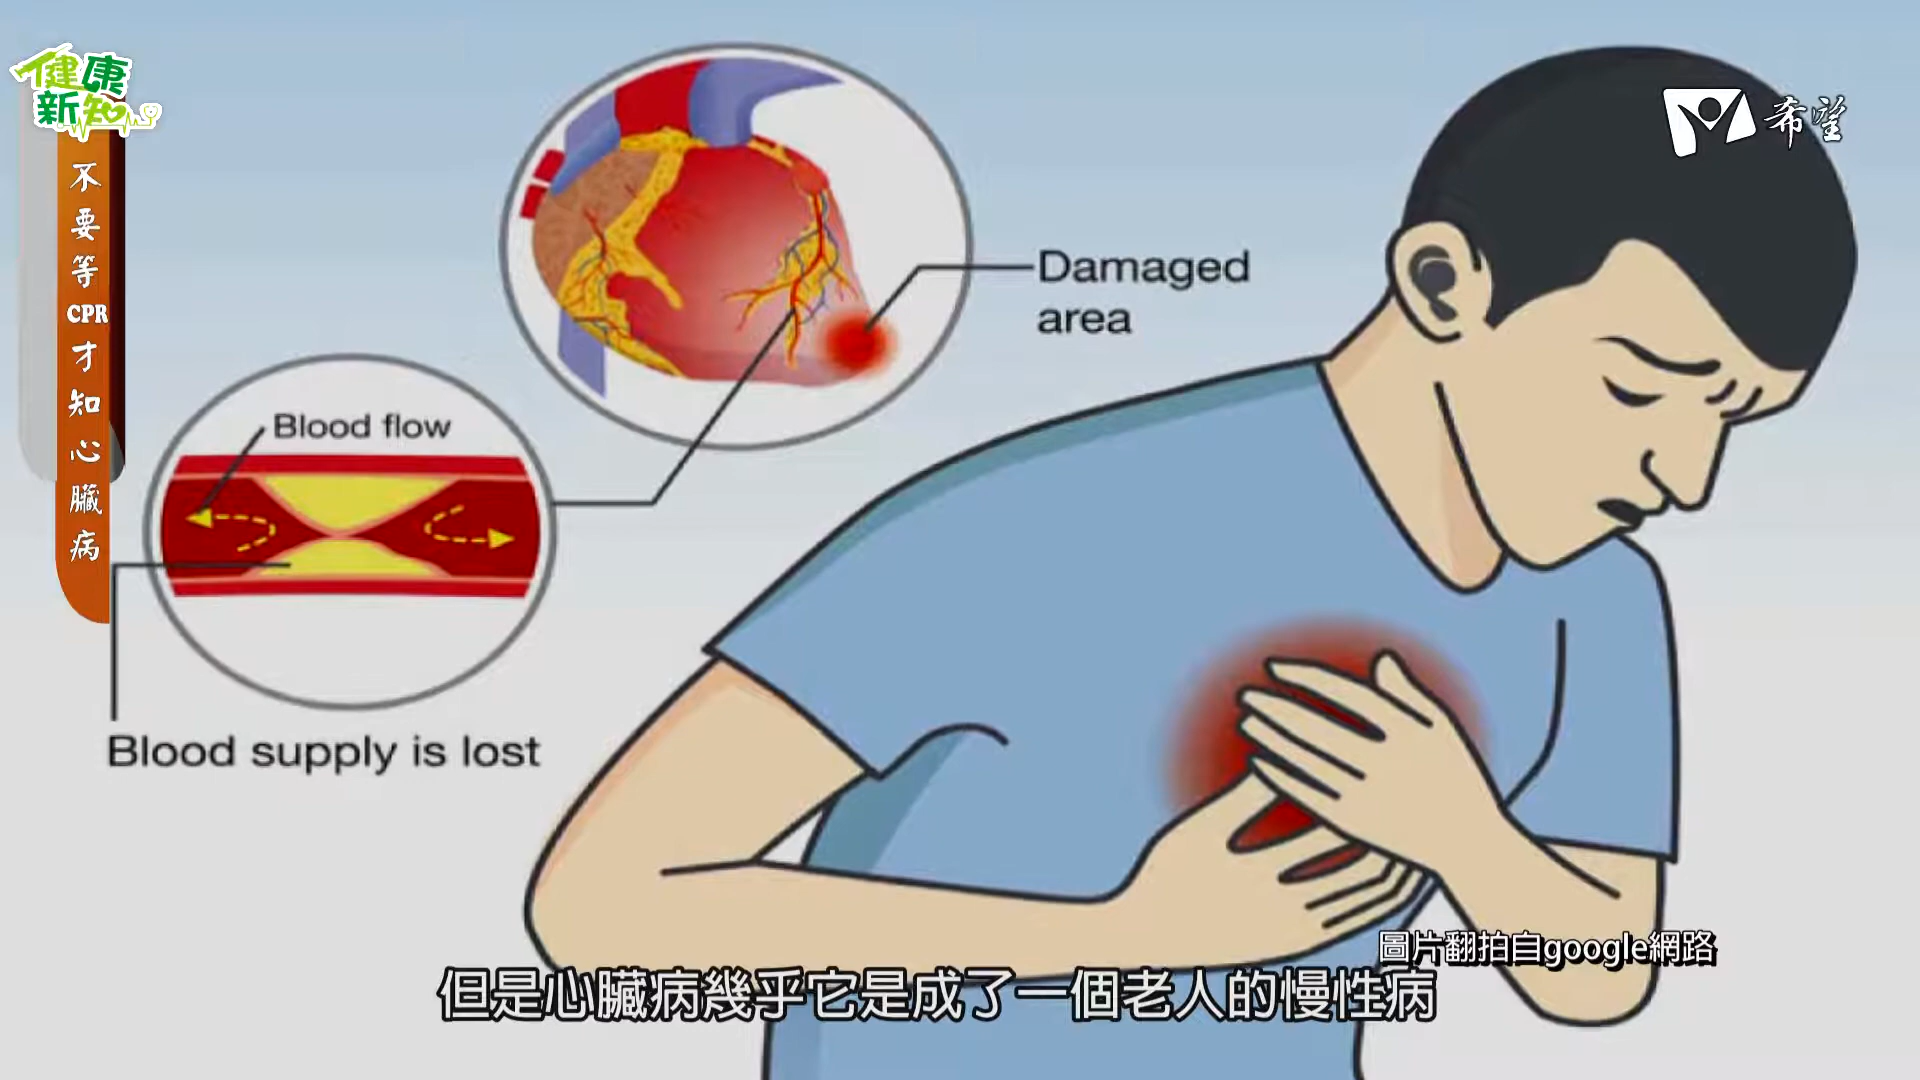 健康
新知
希望
不要等CPR才知心臟病
Damaged
area
Blood flow
Blood supply is lost
圖片翻拍自google網路
但是心臟病幾乎它是成了一個老人的慢性病